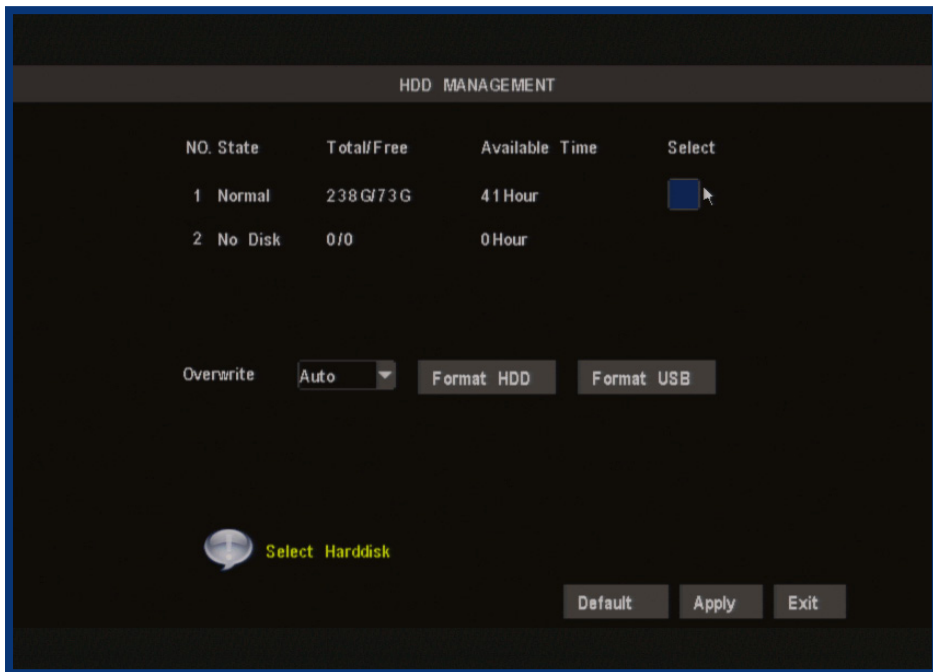 HDD MANAGEMENT
NO. State Total/Free Available Time Select
1 Normal 238G/73G 41Hour
2 No Disk 0/0 0Hour
Overwrite Auto Format HDD Format USB
Select Harddisk
Default Apply Exit